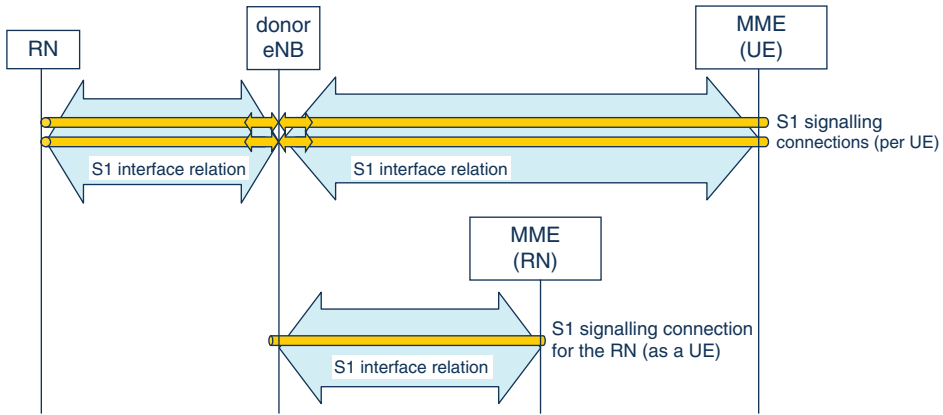 RN
donor
eNB
MME
(UE)
S1 signalling
connections (per UE)
S1 interface relation
S1 interface relation
MME
(RN)
S1 signalling connection
for the RN (as a UE)
S1 interface relation